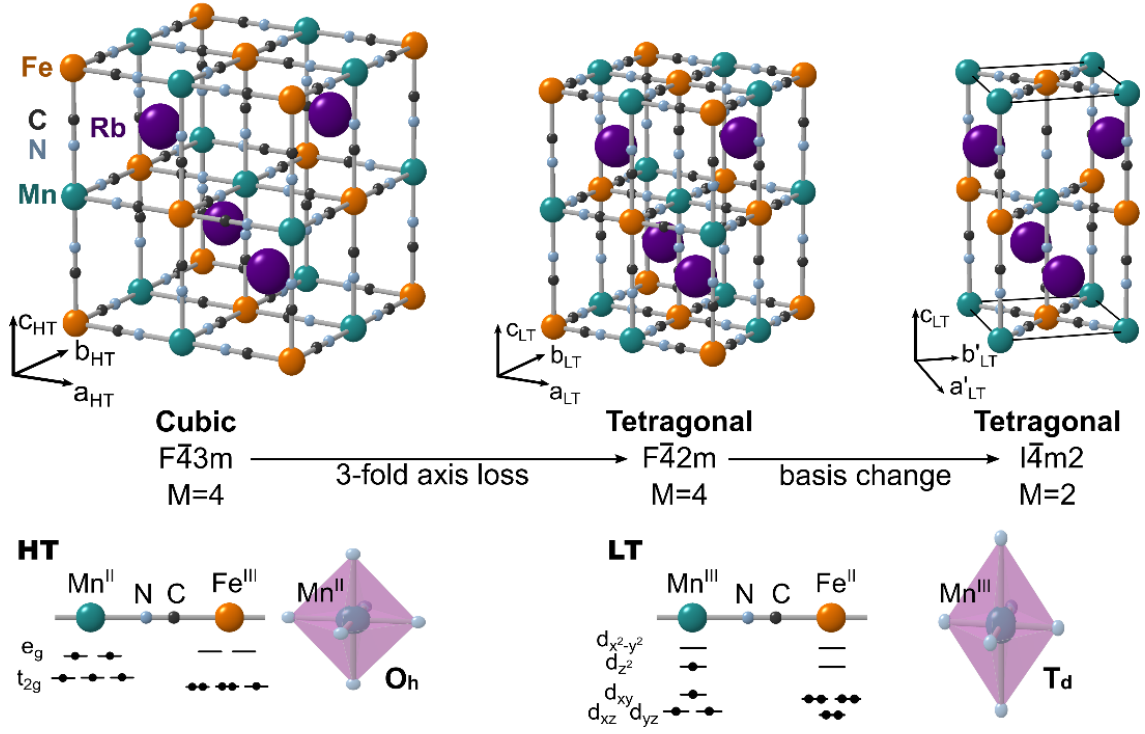 Fe
C
N
Rb
Mn
c_HT
b_HT
a_HT
c_LT
b_LT
a_LT
c_LT
b'_LT
a'_LT
Cubic
F4̅3m
M=4
3-fold axis loss
Tetragonal
F4̅2m
M=4
basis change
Tetragonal
I4̅m2
M=2
HT
Mn^II N C Fe^III
e_g
t_2g
Mn^II
O_h
LT
Mn^III N C Fe^II
d_x²-y²
d_z²
d_xy
d_xz d_yz
Mn^III
T_d